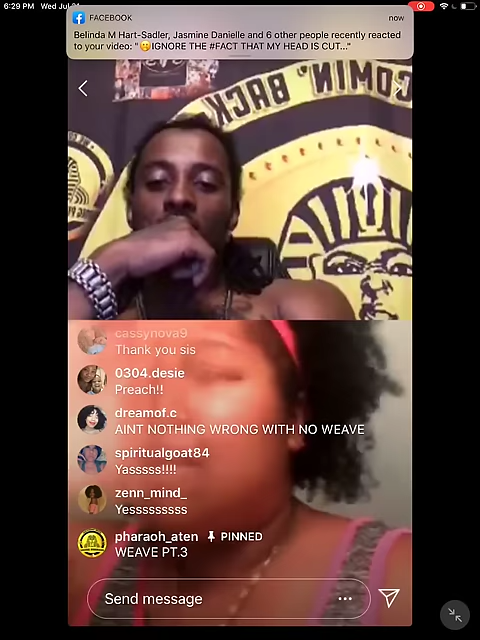 6:29 PM Wed Jul
FACEBOOK
now
Belinda M Hart-Sadler, Jasmine Danielle and 6 other people recently reacted
to your video: "🤫IGNORE THE #FACT THAT MY HEAD IS CUT..."
COMIN' BACK
cassynova9
Thank you sis
0304.desie
Preach!!
dreamof.c
AINT NOTHING WRONG WITH NO WEAVE
spiritualgoat84
Yasssss!!!!
zenn_mind_
Yesssssssss
pharaoh_aten PINNED
WEAVE PT.3
Send message